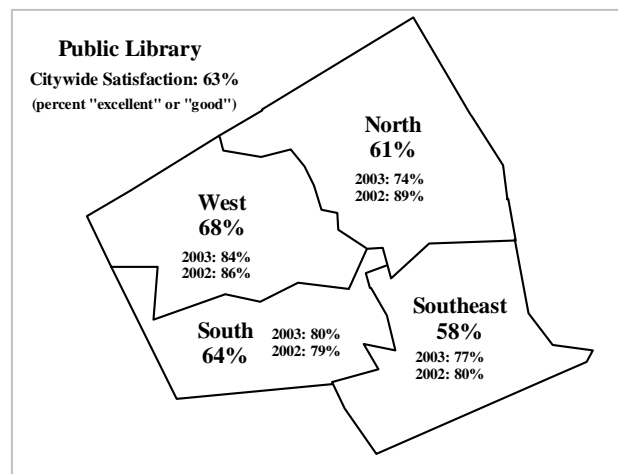 Public Library
Citywide Satisfaction: 63%
(percent "excellent" or "good")
North
61%
2003: 74%
2002: 89%
West
68%
2003: 84%
2002: 86%
Southeast
58%
2003: 77%
2002: 80%
South
64%
2003: 80%
2002: 79%